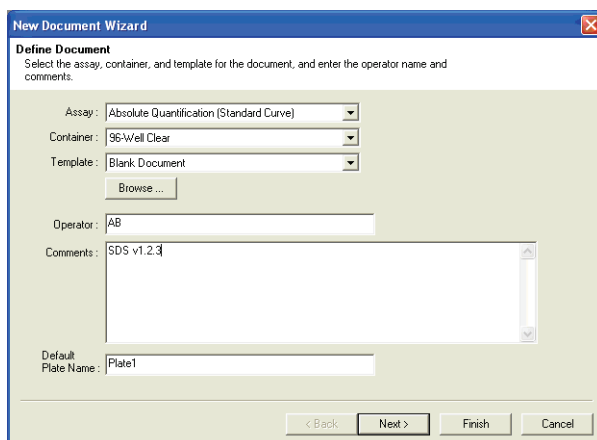 New Document Wizard
Define Document
Select the assay, container, and template for the document, and enter the operator name and
comments.
Assay : Absolute Quantification (Standard Curve)
Container : 96-Well Clear
Template : Blank Document
Browse ...
Operator : AB
Comments : SDS v1.2.3
Default
Plate Name : Plate1
< Back Next > Finish Cancel